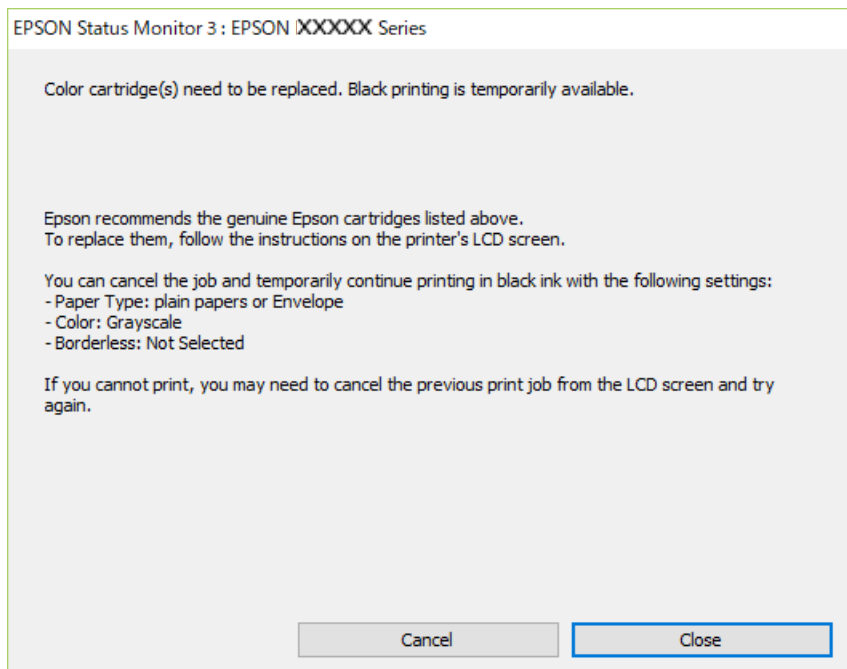 EPSON Status Monitor 3 : EPSON XXXXX Series
Color cartridge(s) need to be replaced. Black printing is temporarily available.
Epson recommends the genuine Epson cartridges listed above.
To replace them, follow the instructions on the printer's LCD screen.
You can cancel the job and temporarily continue printing in black ink with the following settings:
- Paper Type: plain papers or Envelope
- Color: Grayscale
- Borderless: Not Selected
If you cannot print, you may need to cancel the previous print job from the LCD screen and try
again.
Cancel
Close